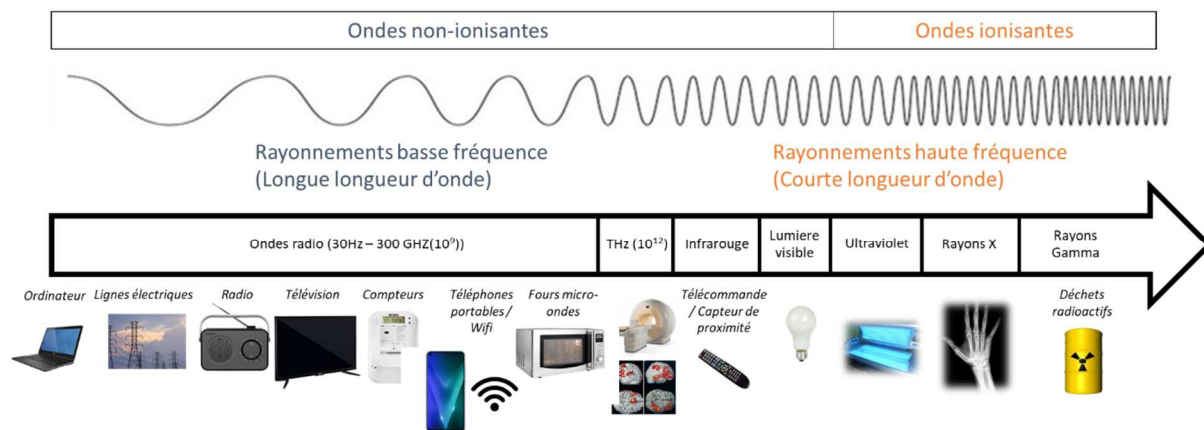 Ondes non-ionisantes
Ondes ionisantes
Rayonnements basse fréquence
(Longue longueur d'onde)
Rayonnements haute fréquence
(Courte longueur d'onde)
Ondes radio (30Hz – 300 GHZ(10⁹))
THz (10¹²)
Infrarouge
Lumiere
visible
Ultraviolet
Rayons X
Rayons
Gamma
Ordinateur
Lignes électriques
Radio
Télévision
Compteurs
Téléphones
portables /
Wifi
Fours micro-
ondes
Télécommande
/ Capteur de
proximité
Déchets
radioactifs